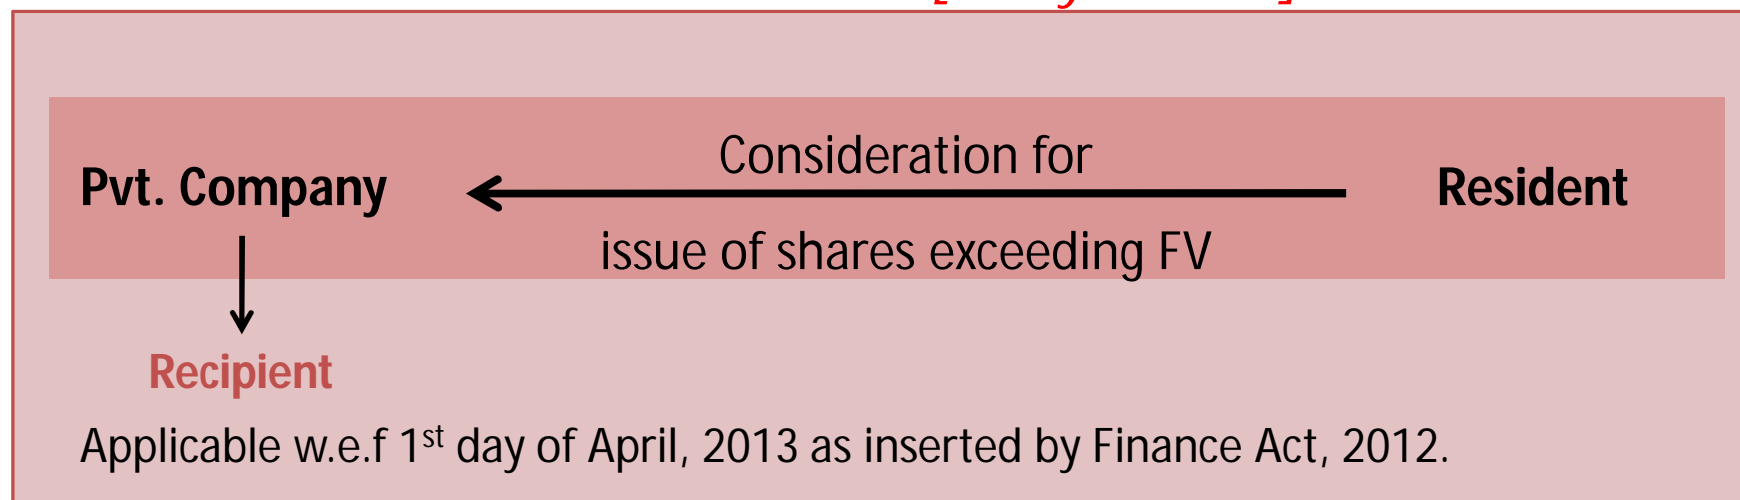 Consideration for
Pvt. Company Resident
issue of shares exceeding FV
Recipient
Applicable w.e.f 1st day of April, 2013 as inserted by Finance Act, 2012.